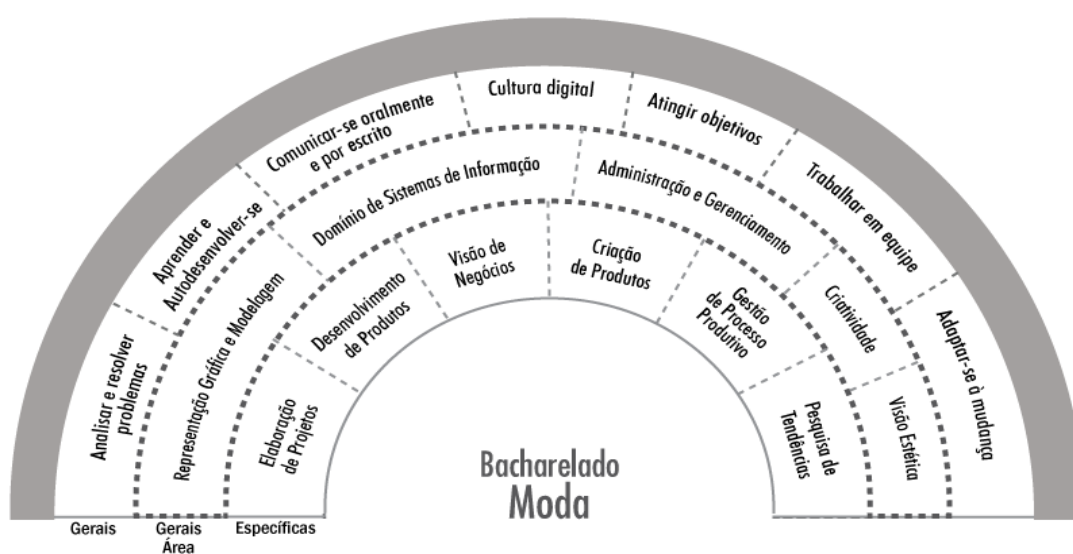 Analisar e resolver
problemas
Aprender e
Autodesenvolver-se
Comunicar-se oralmente
e por escrito
Cultura digital
Atingir objetivos
Trabalhar em equipe
Adaptar-se à mudança
Representação Gráfica e Modelagem
Domínio de Sistemas de Informação
Administração e Gerenciamento
Criatividade
Visão Estética
Elaboração
de Projetos
Desenvolvimento
de Produtos
Visão de
Negócios
Criação
de Produtos
Gestão
de Processo
Produtivo
Pesquisa de
Tendências
Bacharelado
Moda
Gerais
Gerais
Área
Específicas